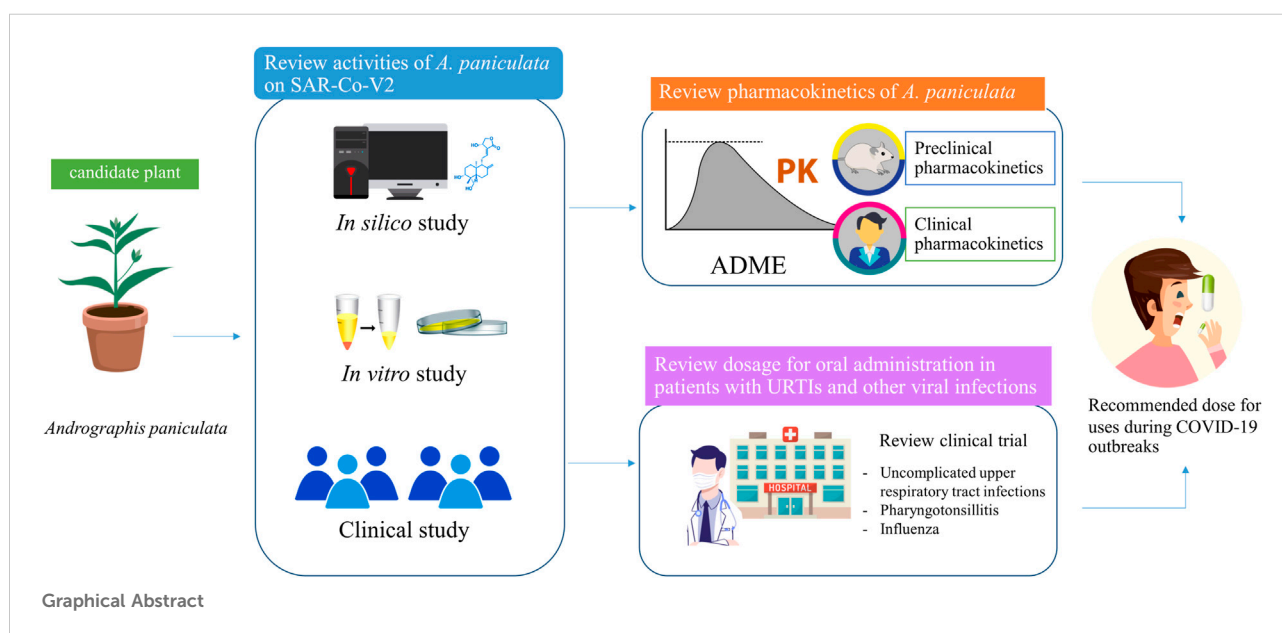 candidate plant
Andrographis paniculata
Review activities of A. paniculata
on SAR-Co-V2
HO
O
O
HO
HO
In silico study
In vitro study
Clinical study
Review pharmacokinetics of A. paniculata
PK
ADME
Preclinical
pharmacokinetics
Clinical
pharmacokinetics
Review dosage for oral administration in
patients with URTIs and other viral infections
HOSPITAL
Review clinical trial
- Uncomplicated upper
respiratory tract infections
- Pharyngotonsillitis
- Influenza
Recommended dose for
uses during COVID-19
outbreaks
Graphical Abstract